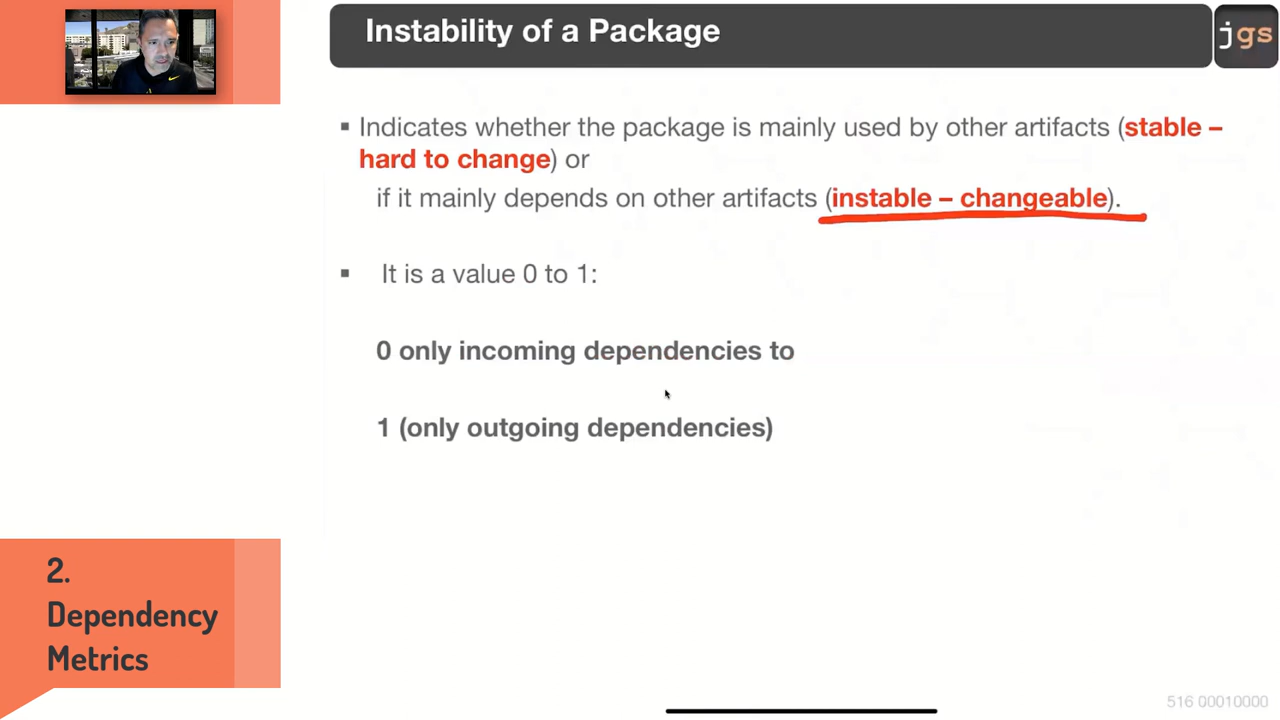 Instability of a Package
jgs
▪ Indicates whether the package is mainly used by other artifacts (stable –
hard to change) or
if it mainly depends on other artifacts (instable – changeable).
▪ It is a value 0 to 1:
0 only incoming dependencies to
1 (only outgoing dependencies)
2.
Dependency
Metrics
516 00010000